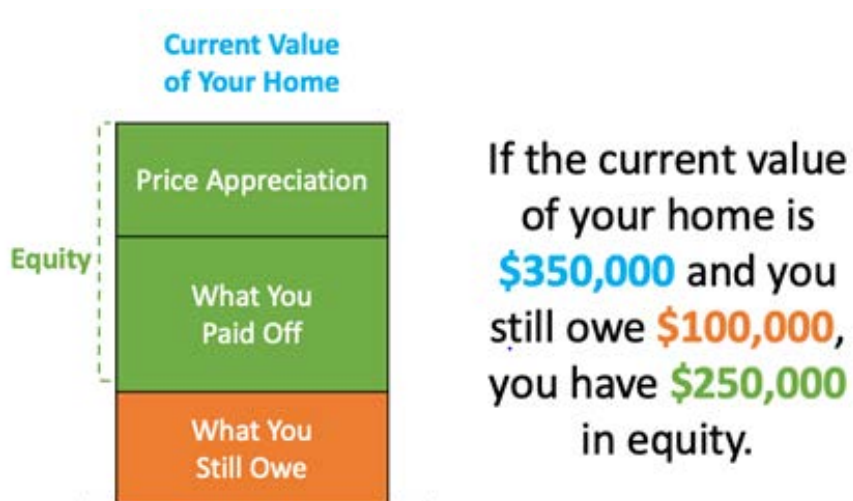 Current Value
of Your Home
Price Appreciation
Equity
What You
Paid Off
What You
Still Owe
If the current value
of your home is
$350,000 and you
still owe $100,000,
you have $250,000
in equity.